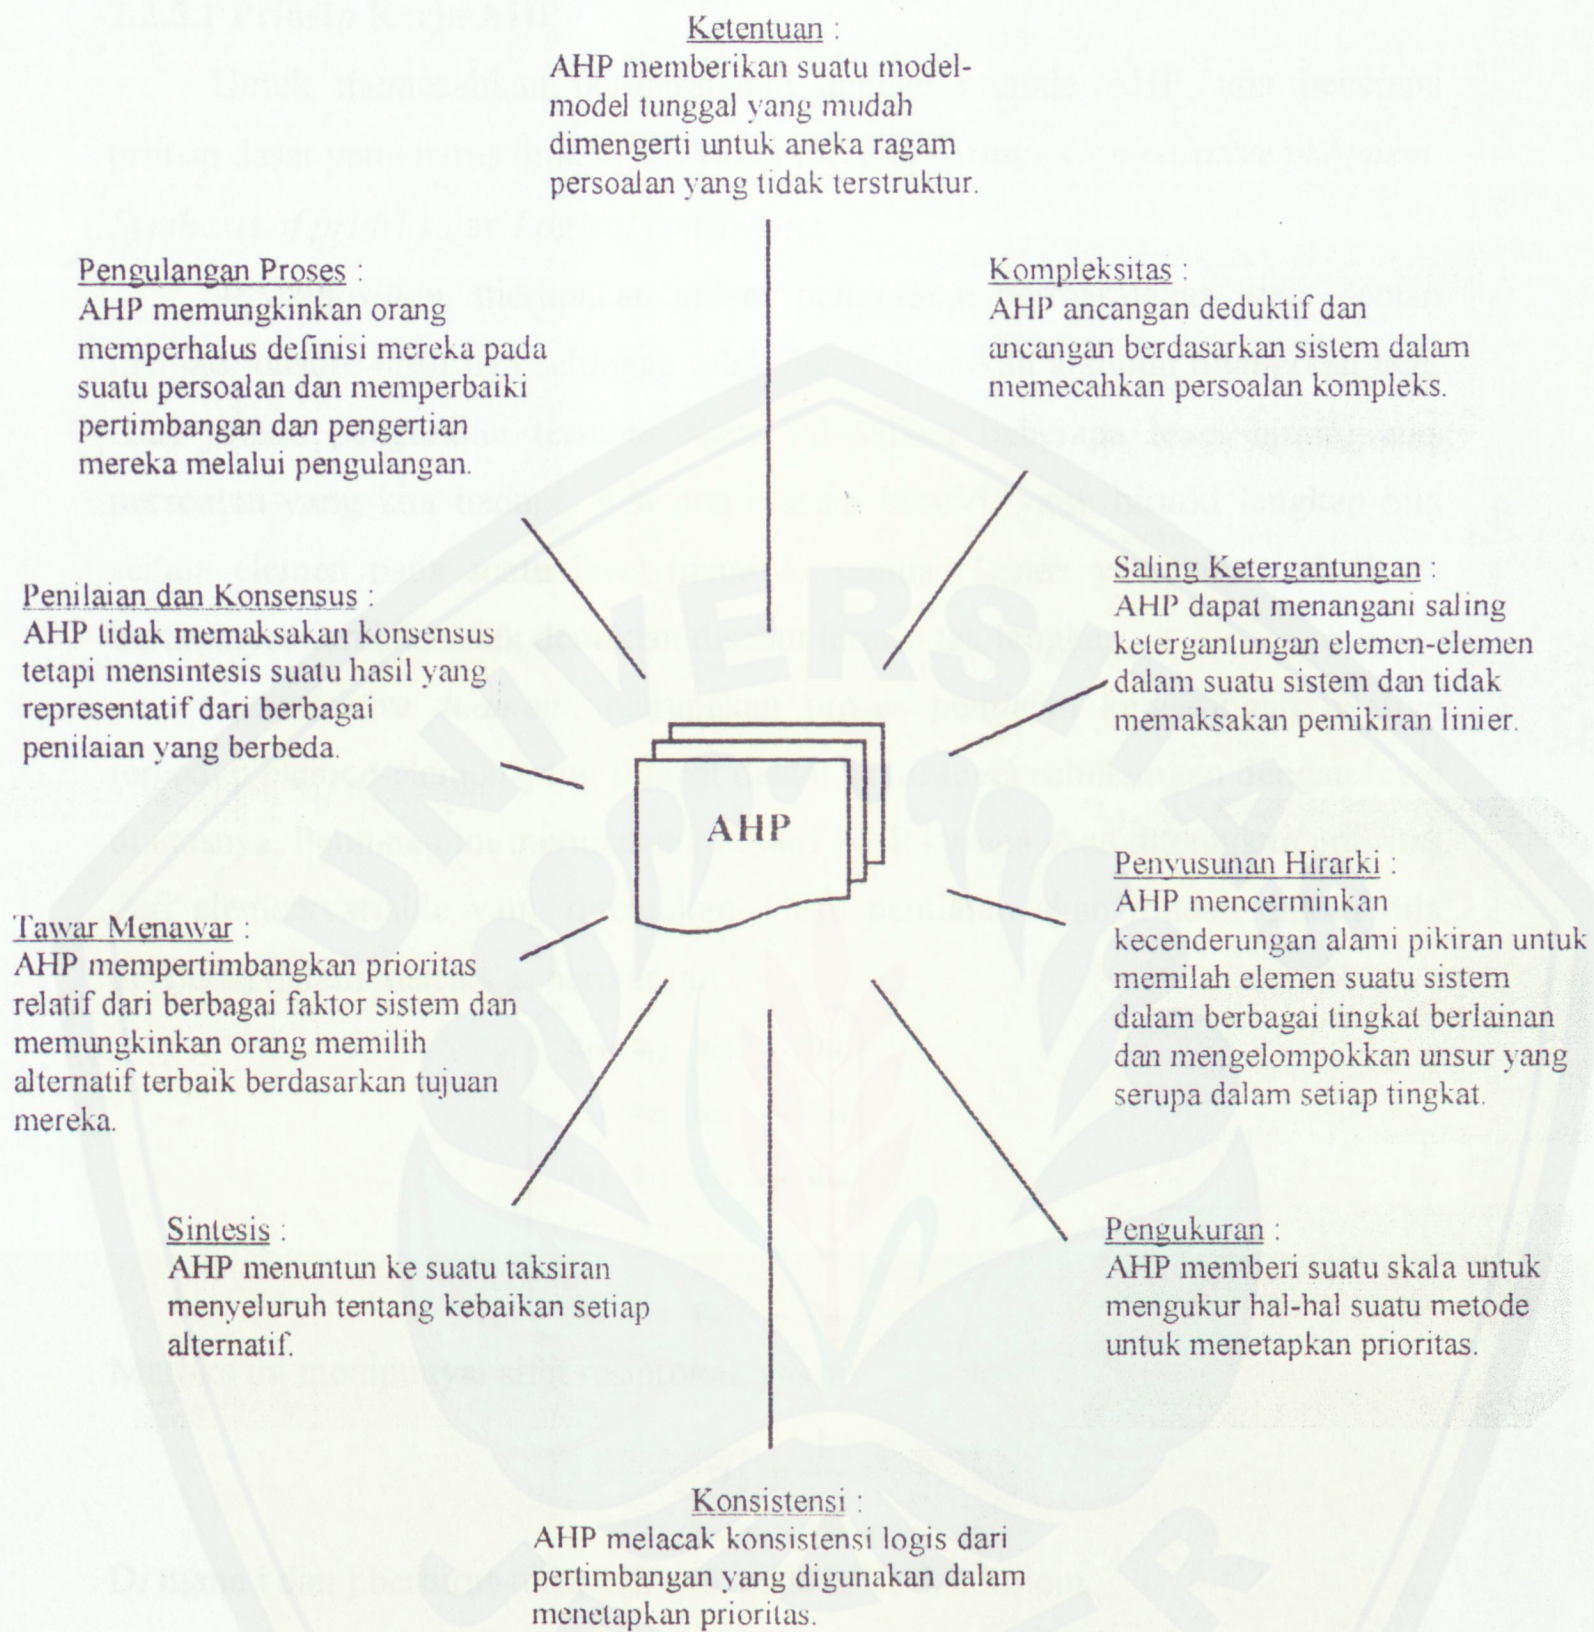 Ketentuan :
AHP memberikan suatu model-
model tunggal yang mudah
dimengerti untuk aneka ragam
persoalan yang tidak terstruktur.
Pengulangan Proses :
AHP memungkinkan orang
memperhalus definisi mereka pada
suatu persoalan dan memperbaiki
pertimbangan dan pengertian
mereka melalui pengulangan.
Kompleksitas :
AHP ancangan deduktif dan
ancangan berdasarkan sistem dalam
memecahkan persoalan kompleks.
Penilaian dan Konsensus :
AHP tidak memaksakan konsensus
tetapi mensintesis suatu hasil yang
representatif dari berbagai
penilaian yang berbeda.
Saling Ketergantungan :
AHP dapat menangani saling
ketergantungan elemen-elemen
dalam suatu sistem dan tidak
memaksakan pemikiran linier.
AHP
Tawar Menawar :
AHP mempertimbangkan prioritas
relatif dari berbagai faktor sistem dan
memungkinkan orang memilih
alternatif terbaik berdasarkan tujuan
mereka.
Penyusunan Hirarki :
AHP mencerminkan
kecenderungan alami pikiran untuk
memilah elemen suatu sistem
dalam berbagai tingkat berlainan
dan mengelompokkan unsur yang
serupa dalam setiap tingkat.
Sintesis :
AHP menuntun ke suatu taksiran
menyeluruh tentang kebaikan setiap
alternatif.
Pengukuran :
AHP memberi suatu skala untuk
mengukur hal-hal suatu metode
untuk menetapkan prioritas.
Konsistensi :
AHP melacak konsistensi logis dari
pertimbangan yang digunakan dalam
menetapkan prioritas.
UNIVERSITAS